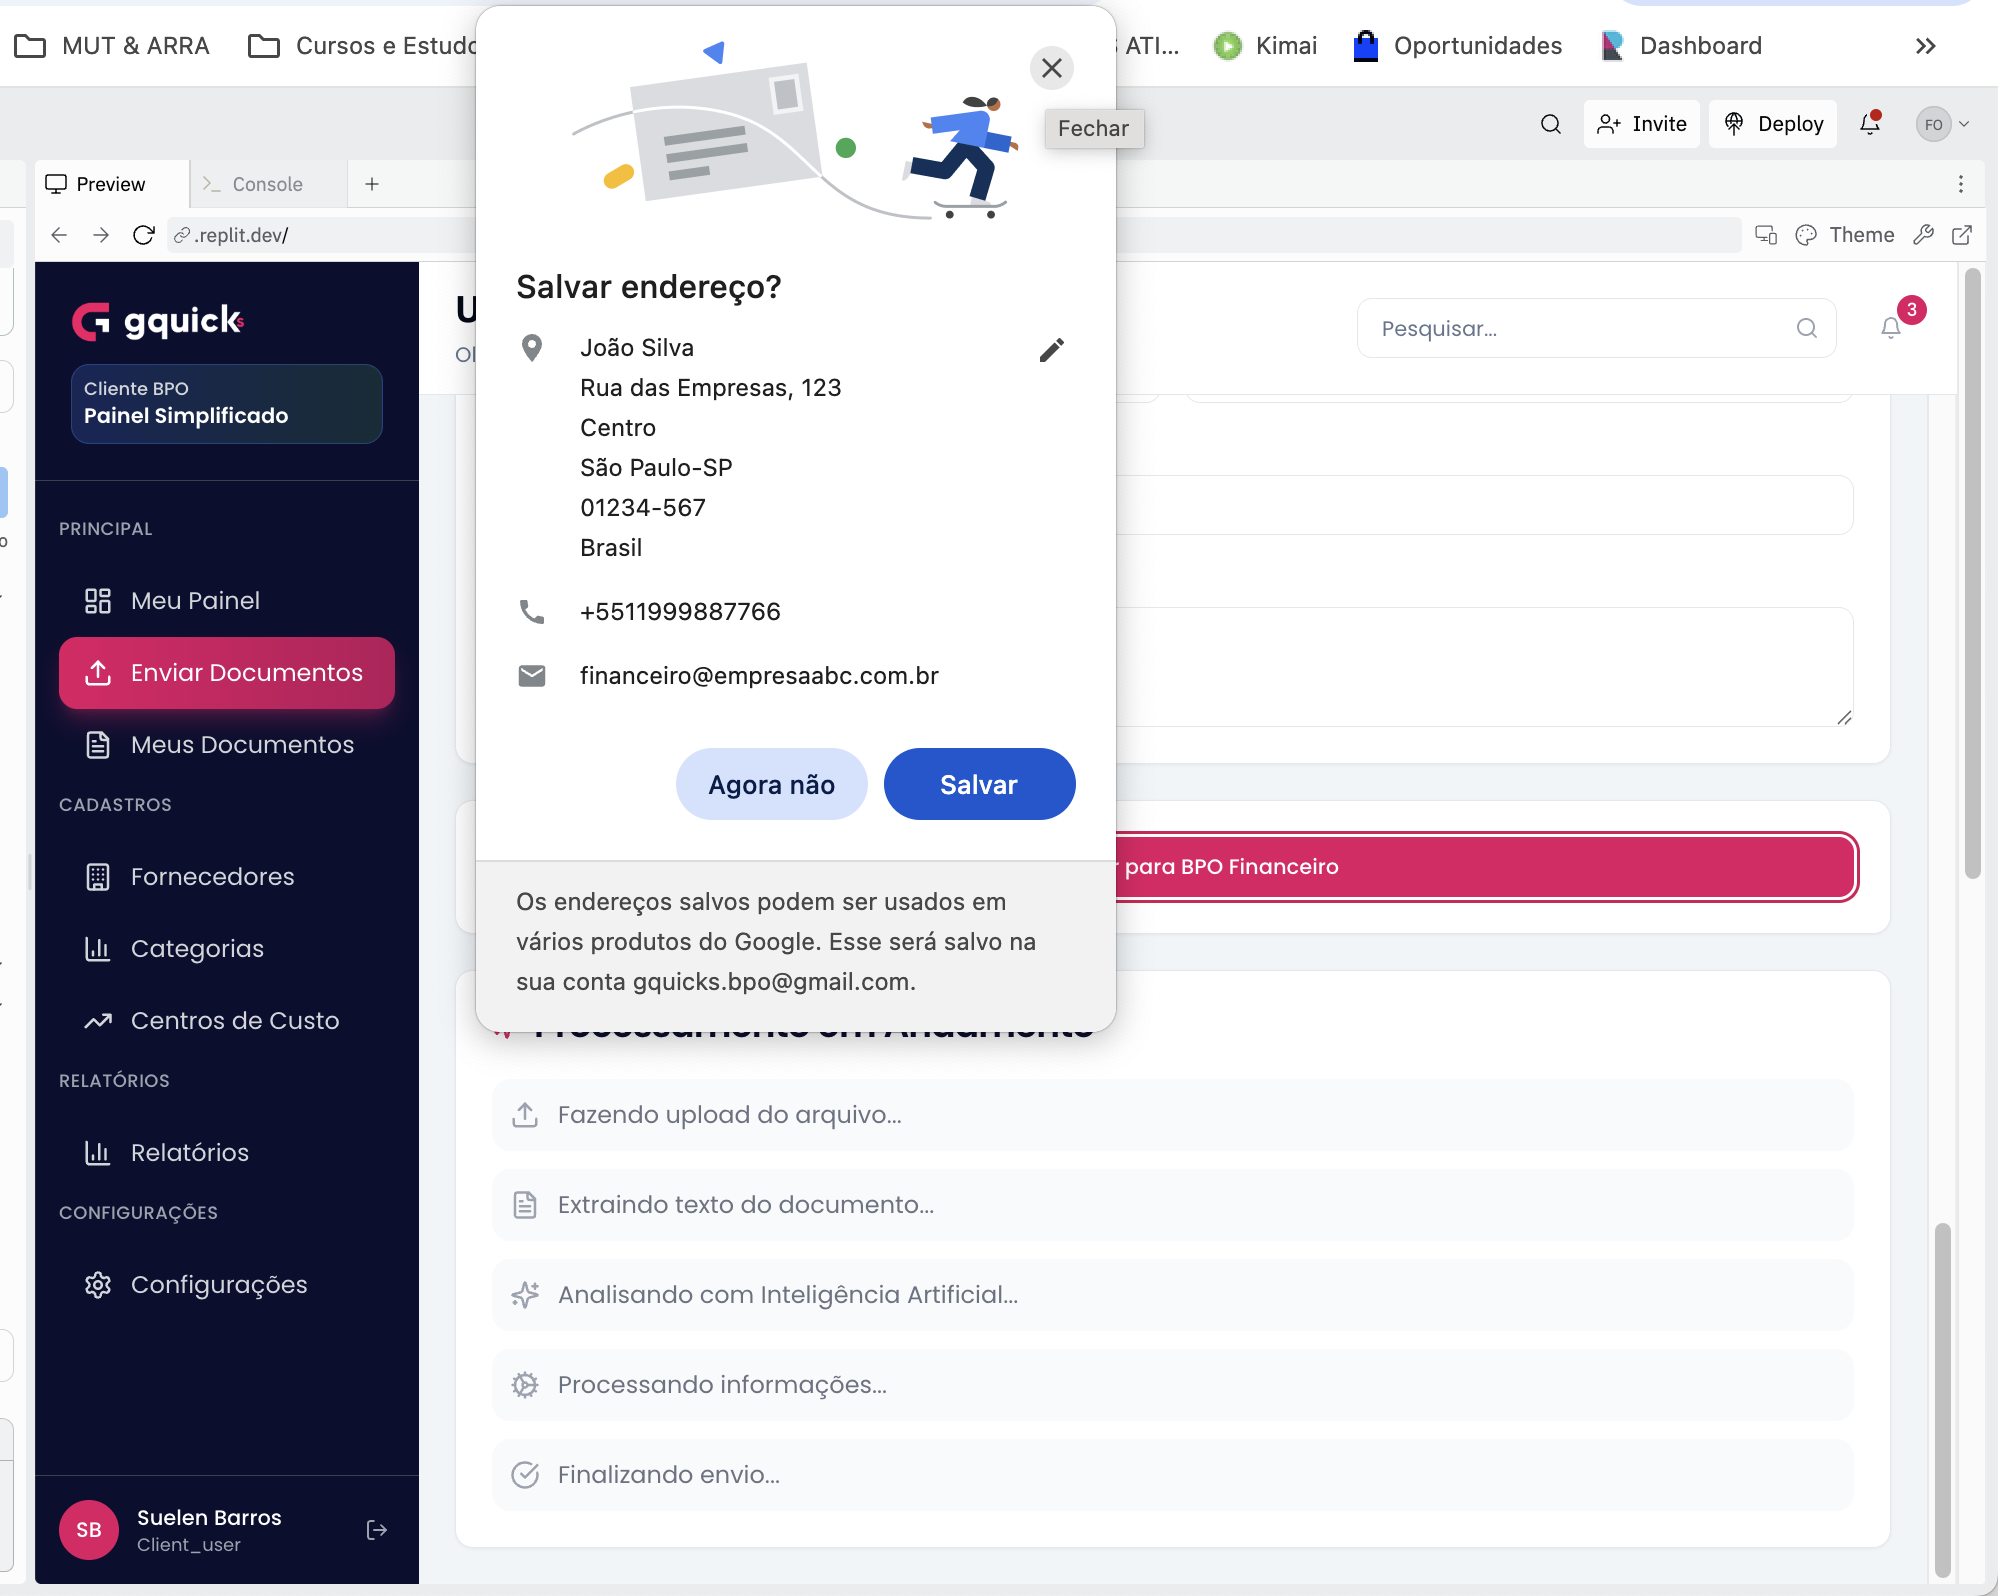 MUT & ARRA
Cursos e Estudo
ATI...
Kimai
Oportunidades
Dashboard
Invite
Deploy
FO
Preview
Console
.replit.dev/
Theme
gquicks
Cliente BPO
Painel Simplificado
PRINCIPAL
Meu Painel
Enviar Documentos
Meus Documentos
CADASTROS
Fornecedores
Categorias
Centros de Custo
RELATÓRIOS
Relatórios
CONFIGURAÇÕES
Configurações
SB
Suelen Barros
Client_user
Fechar
Salvar endereço?
João Silva
Rua das Empresas, 123
Centro
São Paulo-SP
01234-567
Brasil
+5511999887766
financeiro@empresaabc.com.br
Agora não
Salvar
Os endereços salvos podem ser usados em
vários produtos do Google. Esse será salvo na
sua conta gquicks.bpo@gmail.com.
Pesquisar...
3
para BPO Financeiro
Processamento em Andamento
Fazendo upload do arquivo...
Extraindo texto do documento...
Analisando com Inteligência Artificial...
Processando informações...
Finalizando envio...